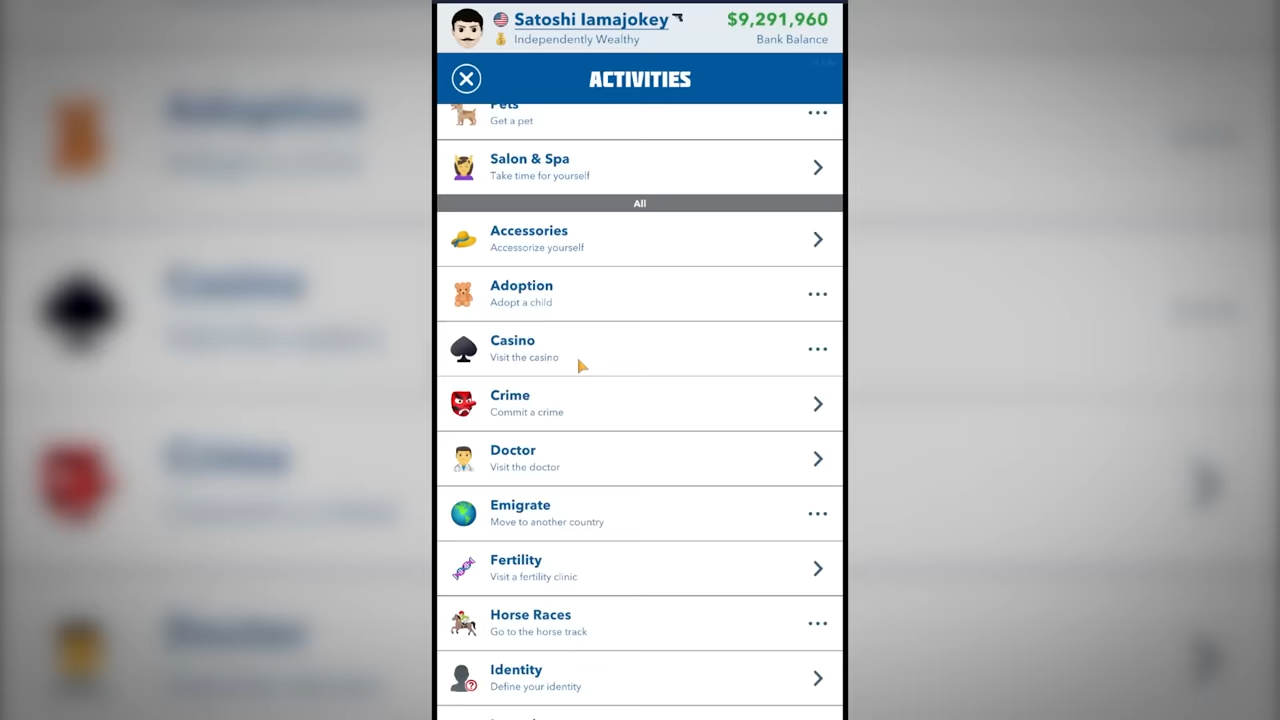 Satoshi Iamajokey
$9,291,960
Independently Wealthy
Bank Balance
ACTIVITIES
Pets
Get a pet
Salon & Spa
Take time for yourself
All
Accessories
Accessorize yourself
Adoption
Adopt a child
Casino
Visit the casino
Crime
Commit a crime
Doctor
Visit the doctor
Emigrate
Move to another country
Fertility
Visit a fertility clinic
Horse Races
Go to the horse track
Identity
Define your identity